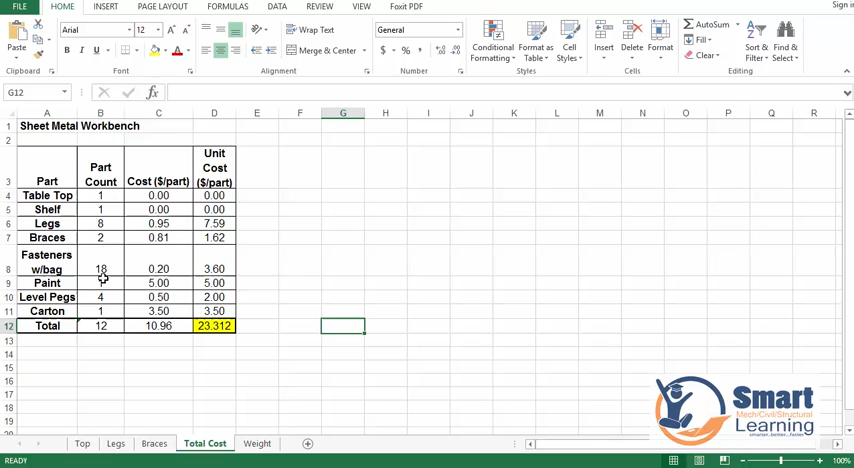 FILE HOME INSERT PAGE LAYOUT FORMULAS DATA REVIEW VIEW Foxit PDF Sign in
Paste
Clipboard
Arial 12 A A
B I U A
Font
Wrap Text
Merge & Center
Alignment
General
$ % ,
Number
Conditional Formatting
Format as Table
Cell Styles
Styles
Insert Delete Format
Cells
AutoSum
Fill
Clear
Sort & Filter
Find & Select
Editing
G12 fx
A B C D E F G H I J K L M N O P Q R
1 Sheet Metal Workbench
2
3 Part Part Count Cost ($/part) Unit Cost ($/part)
4 Table Top 1 0.00 0.00
5 Shelf 1 0.00 0.00
6 Legs 8 0.95 7.59
7 Braces 2 0.81 1.62
8 Fasteners w/bag 18 0.20 3.60
9 Paint 5.00 5.00
10 Level Pegs 4 0.50 2.00
11 Carton 1 3.50 3.50
12 Total 12 10.96 23.312
13
14
15
16
17
18
19
Smart
Mech/Civil/Structural
Learning
smarter, better, faster...
Top Legs Braces Total Cost Weight
READY 100%